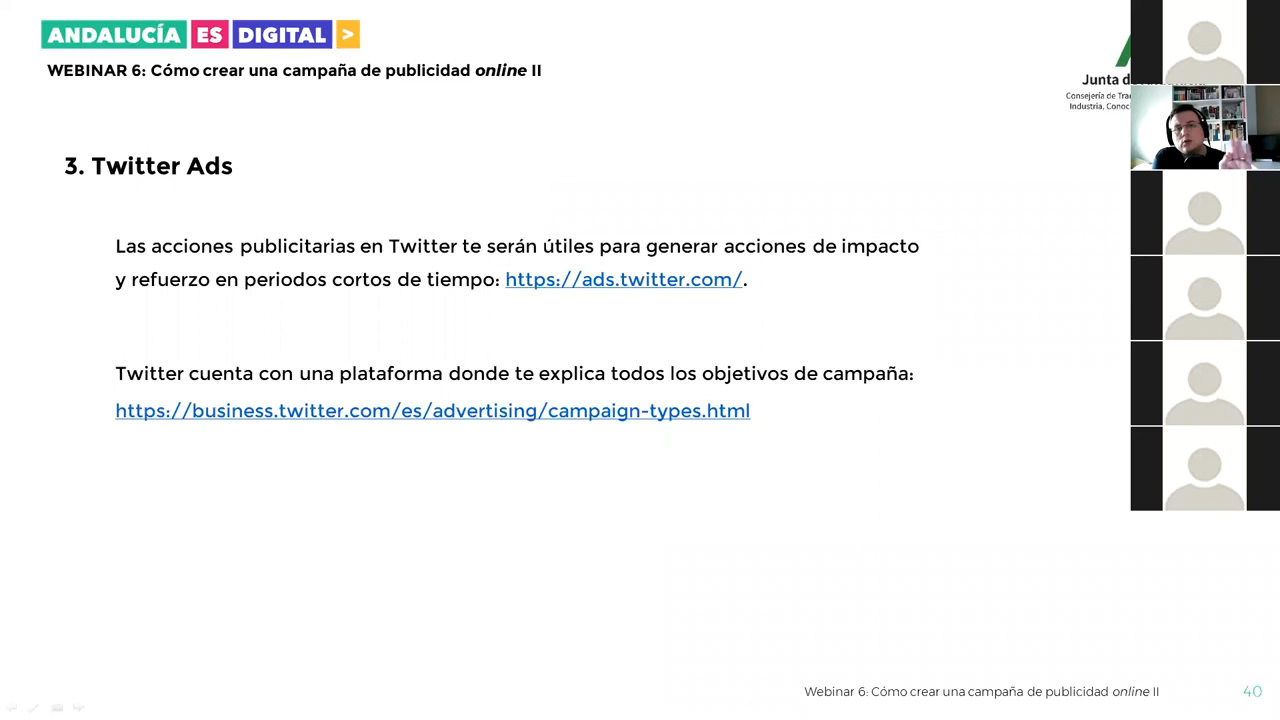 ANDALUCÍA ES DIGITAL >
WEBINAR 6: Cómo crear una campaña de publicidad online II
Junta d
Consejería de
Industria, Conoc
3. Twitter Ads
Las acciones publicitarias en Twitter te serán útiles para generar acciones de impacto
y refuerzo en periodos cortos de tiempo: https://ads.twitter.com/.
Twitter cuenta con una plataforma donde te explica todos los objetivos de campaña:
https://business.twitter.com/es/advertising/campaign-types.html
Webinar 6: Cómo crear una campaña de publicidad online II
40